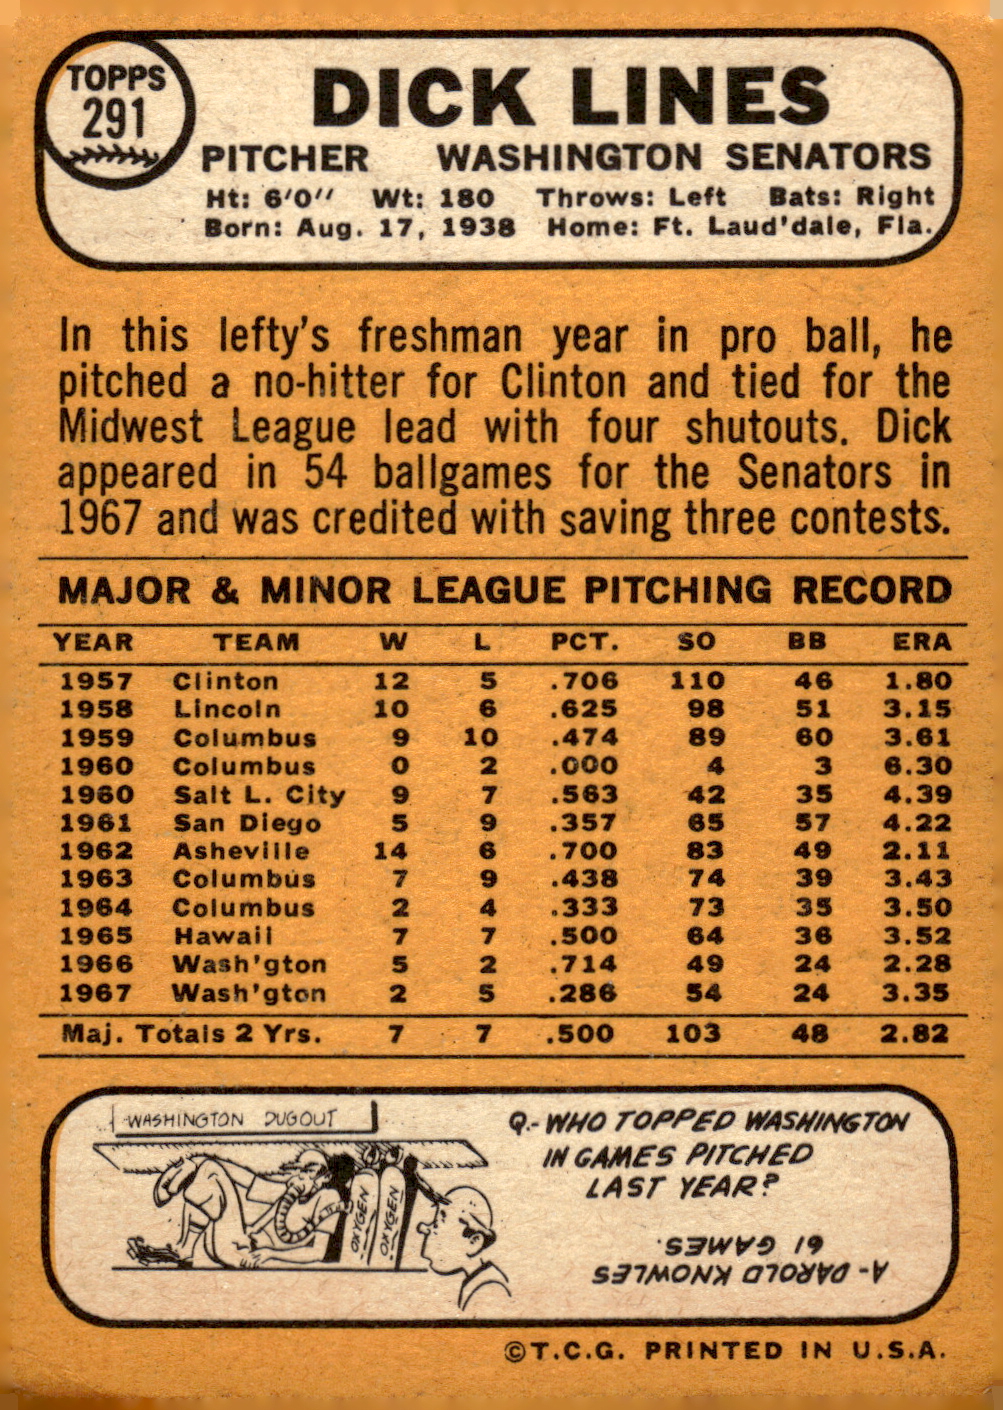 TOPPS
291
DICK LINES
PITCHER WASHINGTON SENATORS
Ht: 6'0" Wt: 180 Throws: Left Bats: Right
Born: Aug. 17, 1938 Home: Ft. Laud'dale, Fla.
In this lefty's freshman year in pro ball, he
pitched a no-hitter for Clinton and tied for the
Midwest League lead with four shutouts. Dick
appeared in 54 ballgames for the Senators in
1967 and was credited with saving three contests.
MAJOR & MINOR LEAGUE PITCHING RECORD
YEAR TEAM W L PCT. SO BB ERA
1957 Clinton 12 5 .706 110 46 1.80
1958 Lincoln 10 6 .625 98 51 3.15
1959 Columbus 9 10 .474 89 60 3.61
1960 Columbus 0 2 .000 4 3 6.30
1960 Salt L. City 9 7 .563 42 35 4.39
1961 San Diego 5 9 .357 65 57 4.22
1962 Asheville 14 6 .700 83 49 2.11
1963 Columbus 7 9 .438 74 39 3.43
1964 Columbus 2 4 .333 73 35 3.50
1965 Hawaii 7 7 .500 64 36 3.52
1966 Wash'gton 5 2 .714 49 24 2.28
1967 Wash'gton 2 5 .286 54 24 3.35
Maj. Totals 2 Yrs. 7 7 .500 103 48 2.82
WASHINGTON DUGOUT
OXYGEN
OXYGEN
Q.- WHO TOPPED WASHINGTON
IN GAMES PITCHED
LAST YEAR?
A- DAROLD KNOWLES
61 GAMES.
©T.C.G. PRINTED IN U.S.A.